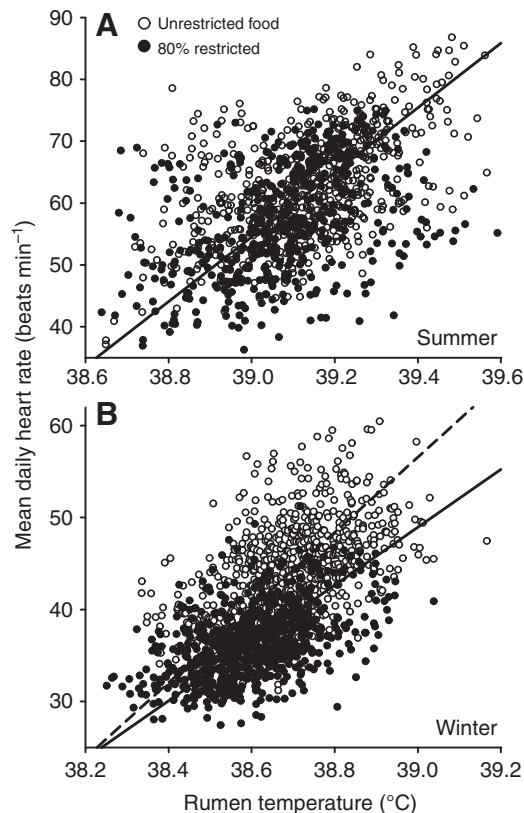 A
Unrestricted food
80% restricted
90
80
70
60
50
40
Summer
38.6 38.8 39.0 39.2 39.4 39.6
B
60
50
40
30
Winter
38.2 38.4 38.6 38.8 39.0 39.2
Mean daily heart rate (beats min⁻¹)
Rumen temperature (°C)